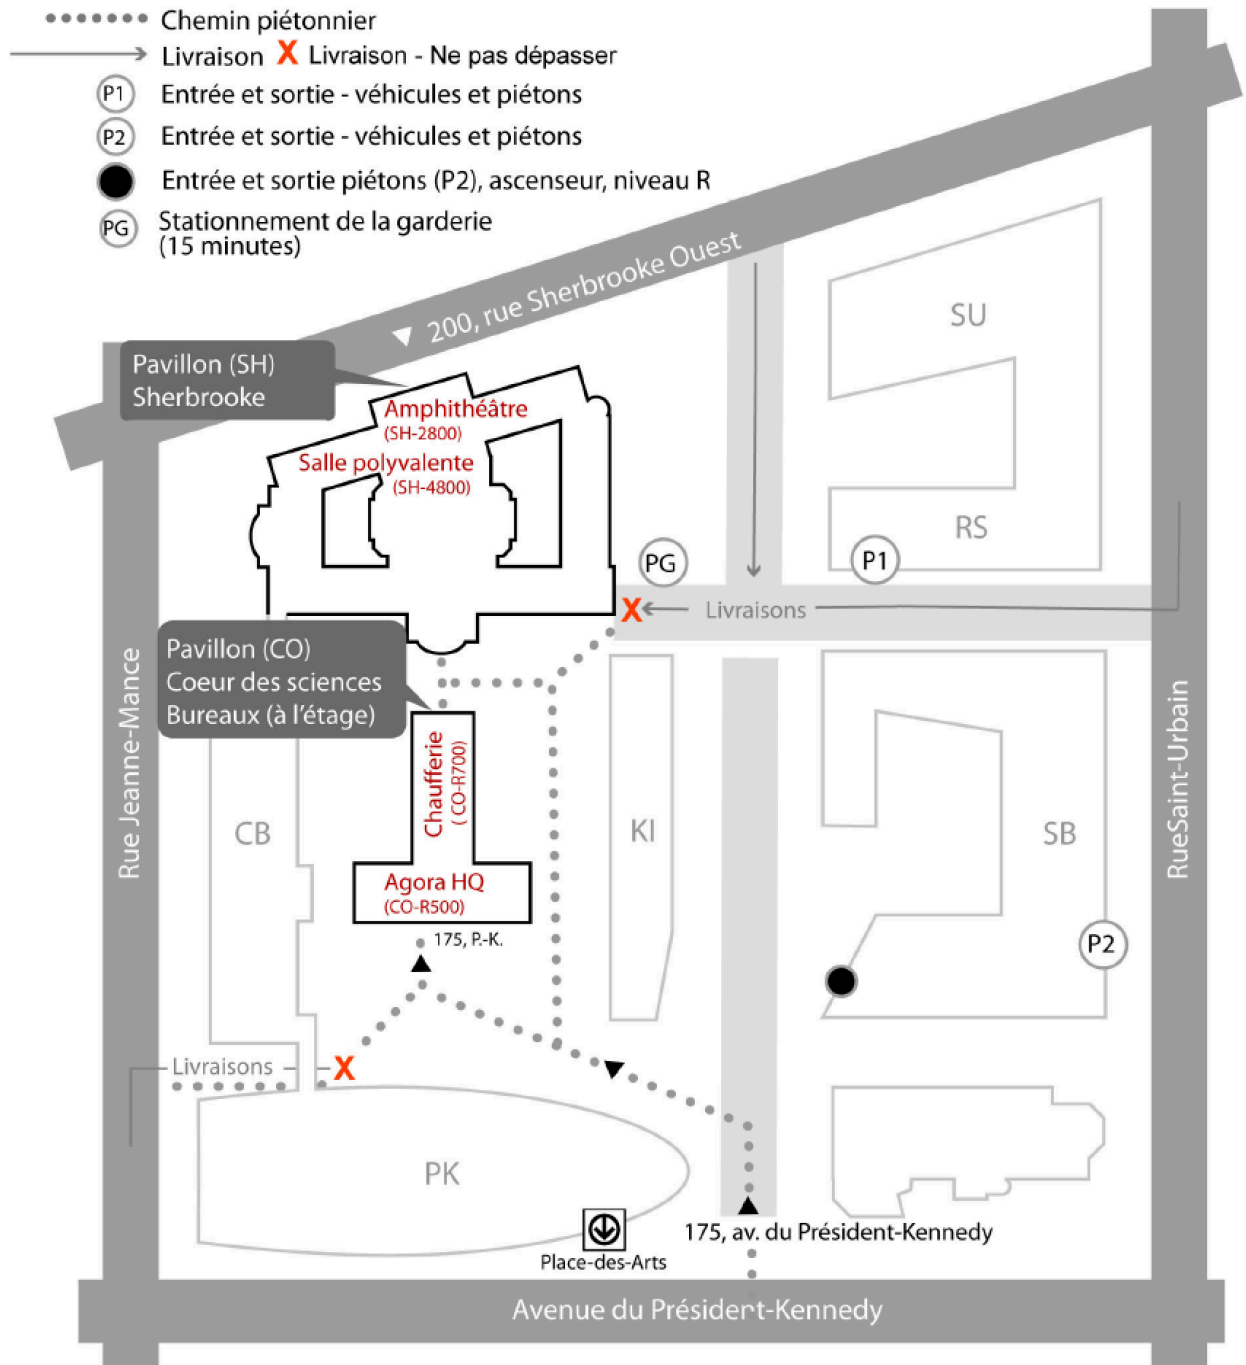 Chemin piétonnier
Livraison X Livraison - Ne pas dépasser
P1 Entrée et sortie - véhicules et piétons
P2 Entrée et sortie - véhicules et piétons
Entrée et sortie piétons (P2), ascenseur, niveau R
PG Stationnement de la garderie
(15 minutes)
200, rue Sherbrooke Ouest
SU
Pavillon (SH)
Sherbrooke
Amphithéâtre
(SH-2800)
Salle polyvalente
(SH-4800)
RS
PG
P1
X
Livraisons
Pavillon (CO)
Coeur des sciences
Bureaux (à l'étage)
Rue Jeanne-Mance
RueSaint-Urbain
Chaufferie
( CO-R700)
CB
KI
SB
Agora HQ
(CO-R500)
175, P.-K.
P2
Livraisons
X
PK
175, av. du Président-Kennedy
Place-des-Arts
Avenue du Président-Kennedy